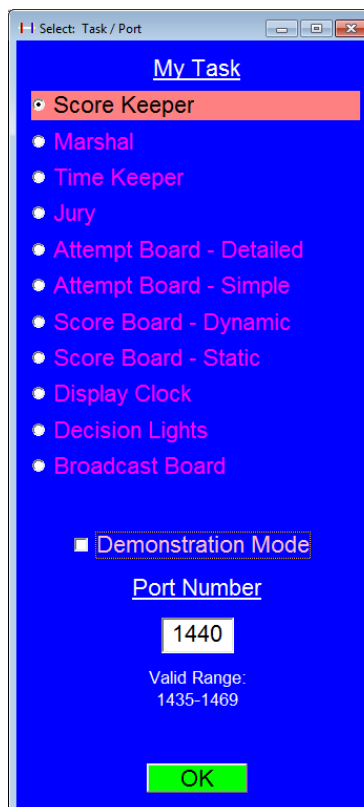 Select: Task / Port
My Task
Score Keeper
Marshal
Time Keeper
Jury
Attempt Board - Detailed
Attempt Board - Simple
Score Board - Dynamic
Score Board - Static
Display Clock
Decision Lights
Broadcast Board
Demonstration Mode
Port Number
1440
Valid Range:
1435-1469
OK